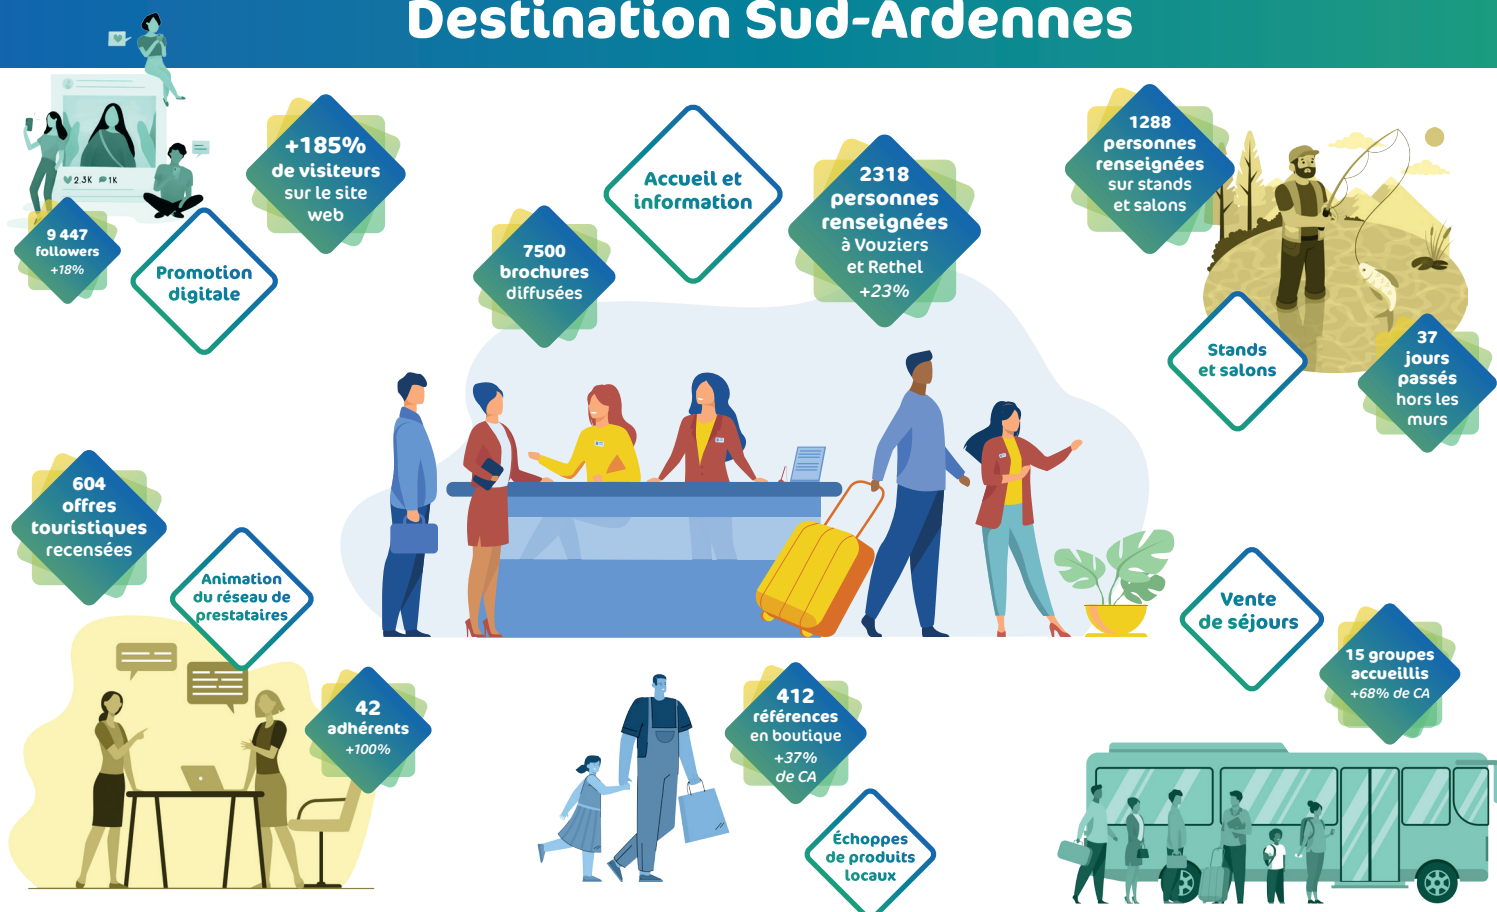 Destination Sud-Ardennes
2.3K 1K
9 447
followers
+18%
Promotion
digitale
+185%
de visiteurs
sur le site
web
7500
brochures
diffusées
Accueil et
information
2318
personnes
renseignées
à Vouziers
et Rethel
+23%
1288
personnes
renseignées
sur stands
et salons
Stands
et salons
37
jours
passés
hors les
murs
604
offres
touristiques
recensées
Animation
du réseau de
prestataires
42
adhérents
+100%
412
références
en boutique
+37%
de CA
Échoppes
de produits
locaux
Vente
de séjours
15 groupes
accueillis
+68% de CA